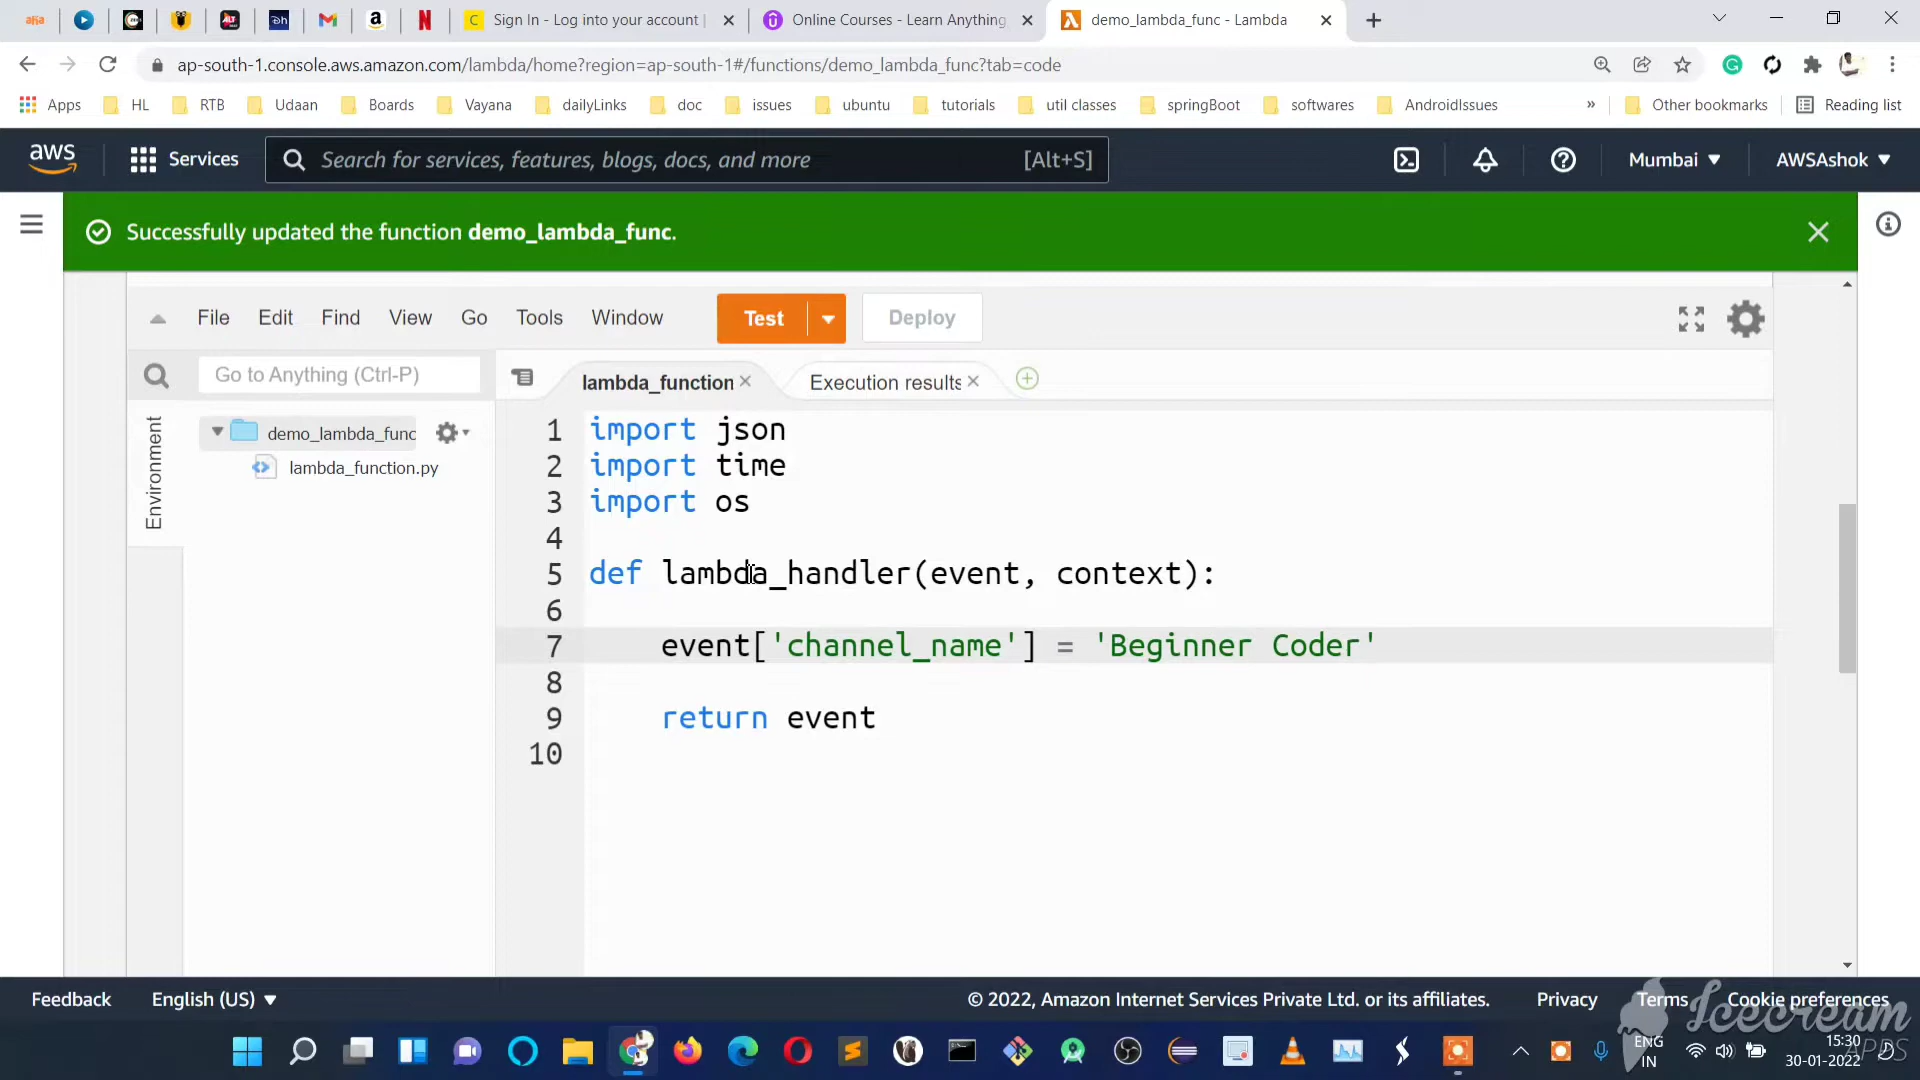 Sign In - Log into your account |
Online Courses - Learn Anything,
demo_lambda_func - Lambda
ap-south-1.console.aws.amazon.com/lambda/home?region=ap-south-1#/functions/demo_lambda_func?tab=code
Apps HL RTB Udaan Boards Vayana dailyLinks doc issues ubuntu tutorials util classes springBoot softwares AndroidIssues » Other bookmarks Reading list
aws Services Search for services, features, blogs, docs, and more [Alt+S] Mumbai AWSAshok
Successfully updated the function demo_lambda_func.
File Edit Find View Go Tools Window Test Deploy
Go to Anything (Ctrl-P)
lambda_function Execution results
Environment
demo_lambda_func
lambda_function.py
1 import json
2 import time
3 import os
4
5 def lambda_handler(event, context):
6
7 event['channel_name'] = 'Beginner Coder'
8
9 return event
10
Feedback English (US) © 2022, Amazon Internet Services Private Ltd. or its affiliates. Privacy Terms Cookie preferences
Icecream
APPS
ENG
IN
15:30
30-01-2022